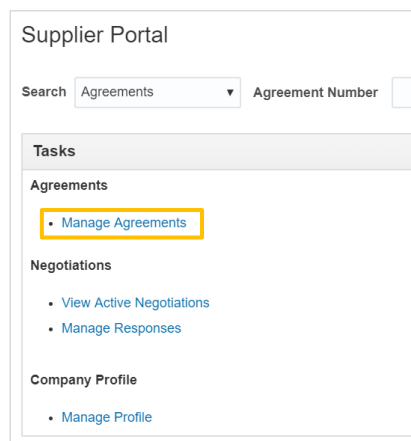 Supplier Portal
Search Agreements ▼ Agreement Number
Tasks
Agreements
• Manage Agreements
Negotiations
• View Active Negotiations
• Manage Responses
Company Profile
• Manage Profile